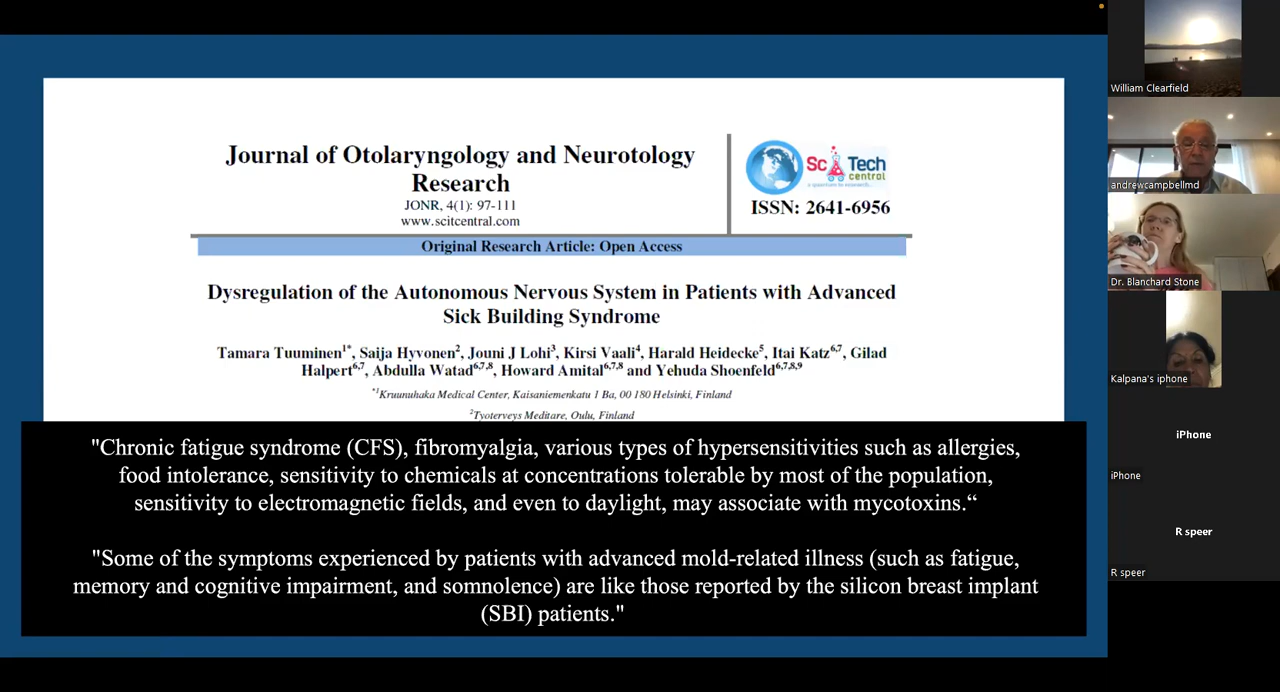 Journal of Otolaryngology and Neurotology
Research
JONR, 4(1): 97-111
www.scitcentral.com
Sc Tech
central
ISSN: 2641-6956
Original Research Article: Open Access
Dysregulation of the Autonomous Nervous System in Patients with Advanced
Sick Building Syndrome
Tamara Tuuminen1*, Saija Hyvonen2, Jouni J Lohi3, Kirsi Vaali4, Harald Heidecke5, Itai Katz6,7, Gilad
Halpert6,7, Abdulla Watad6,7,8, Howard Amital6,7,8 and Yehuda Shoenfeld6,7,8,9
*1Kruunuhaka Medical Center, Kaisaniemenkatu 1 Ba, 00 180 Helsinki, Finland
2Tyoterveys Meditare, Oulu, Finland
"Chronic fatigue syndrome (CFS), fibromyalgia, various types of hypersensitivities such as allergies,
food intolerance, sensitivity to chemicals at concentrations tolerable by most of the population,
sensitivity to electromagnetic fields, and even to daylight, may associate with mycotoxins.“
"Some of the symptoms experienced by patients with advanced mold-related illness (such as fatigue,
memory and cognitive impairment, and somnolence) are like those reported by the silicon breast implant
(SBI) patients."
William Clearfield
andrewcampbellmd
Dr. Blanchard Stone
Kalpana's iphone
iPhone
iPhone
R speer
R speer